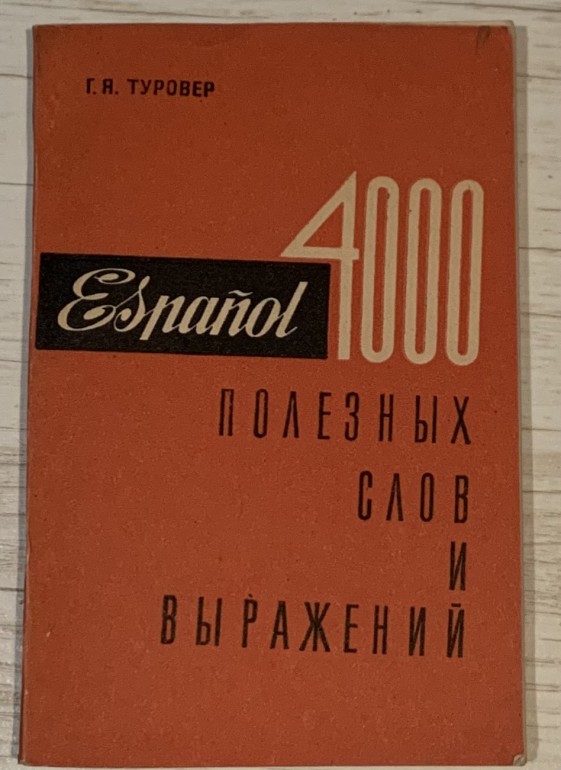 Г. Я. ТУРОВЕР
4000
Español
ПОЛЕЗНЫХ
СЛОВ
И
ВЫРАЖЕНИЙ